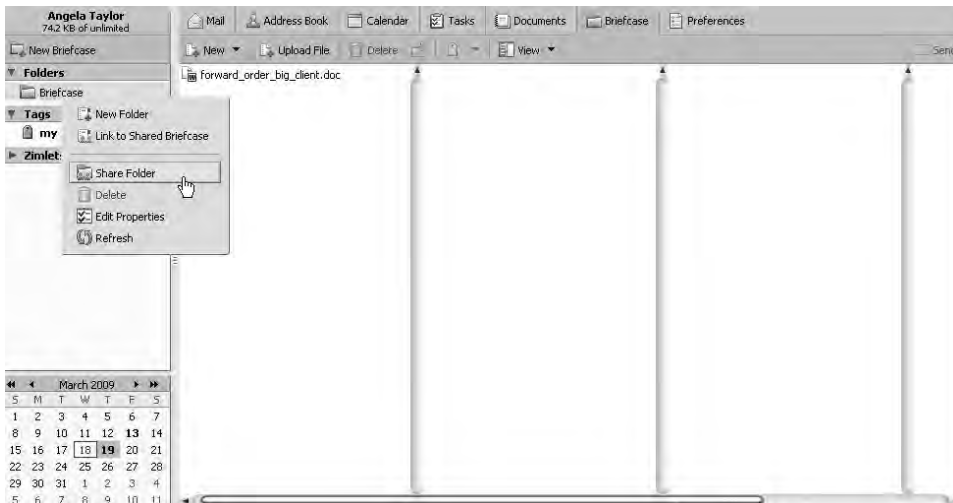 Angela Taylor
74.2 KB of unlimited
Mail Address Book Calendar Tasks Documents Briefcase Preferences
New Briefcase
New Upload File Delete View Send
Folders
forward_order_big_client.doc
Briefcase
Tags
my
Zimlets
New Folder
Link to Shared Briefcase
Share Folder
Delete
Edit Properties
Refresh
March 2009
S M T W T F S
1 2 3 4 5 6 7
8 9 10 11 12 13 14
15 16 17 18 19 20 21
22 23 24 25 26 27 28
29 30 31 1 2 3 4
5 6 7 8 9 10 11